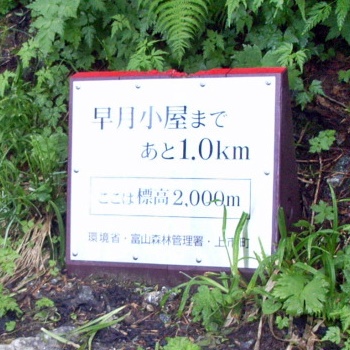 早月小屋まで
あと1.0km
ここは標高2,000m
環境省・富山森林管理署・上市町